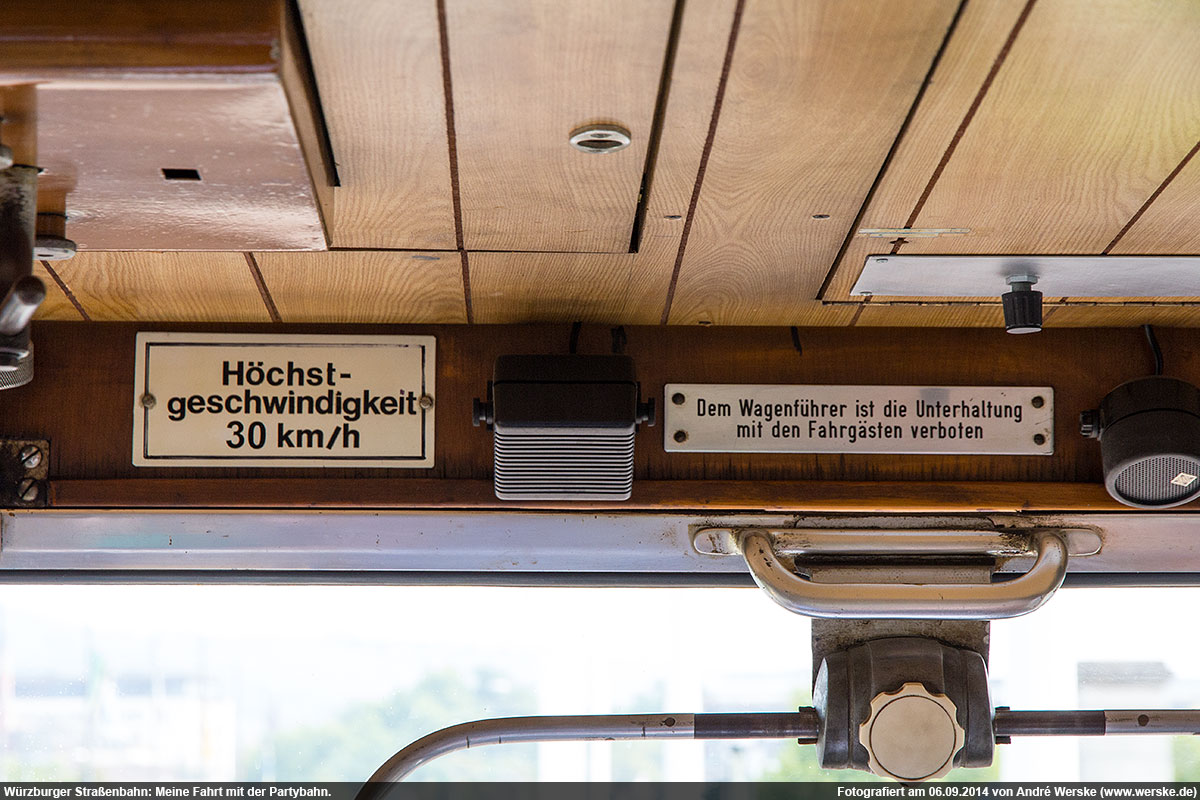 Höchst-
geschwindigkeit
30 km/h
Dem Wagenführer ist die Unterhaltung
mit den Fahrgästen verboten
Würzburger Straßenbahn: Meine Fahrt mit der Partybahn.
Fotografiert am 06.09.2014 von André Werske (www.werske.de)